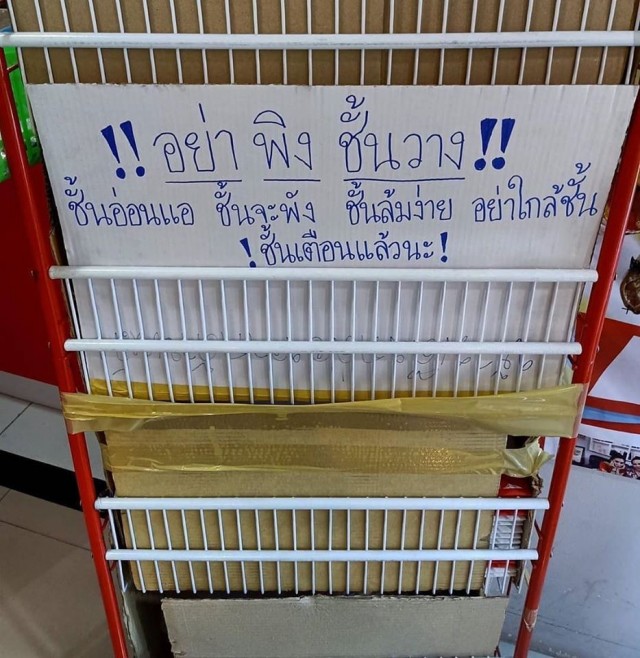 !! อย่า พิง ชั้นวาง !!
ชั้นอ่อนแอ ชั้นจะพัง ชั้นล้มง่าย อย่าใกล้ชั้น
! ชั้นเตือนแล้วนะ !